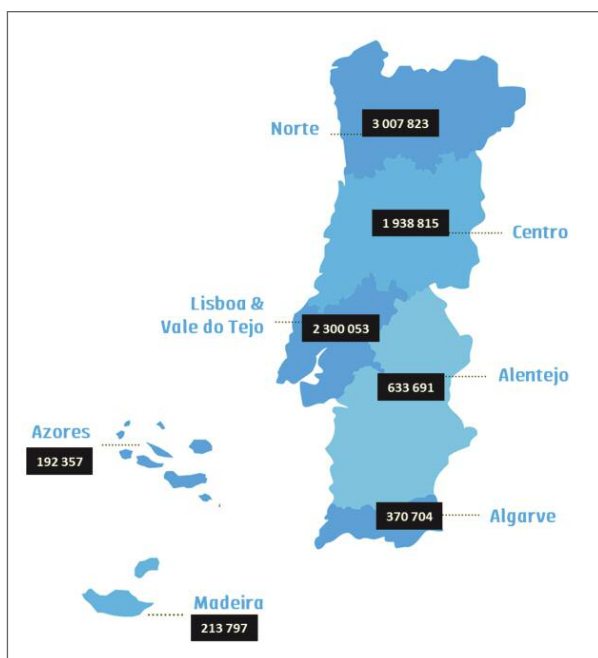 3 007 823
Norte
1 938 815
Centro
Lisboa &
Vale do Tejo
2 300 053
Alentejo
633 691
Azores
192 357
370 704
Algarve
Madeira
213 797